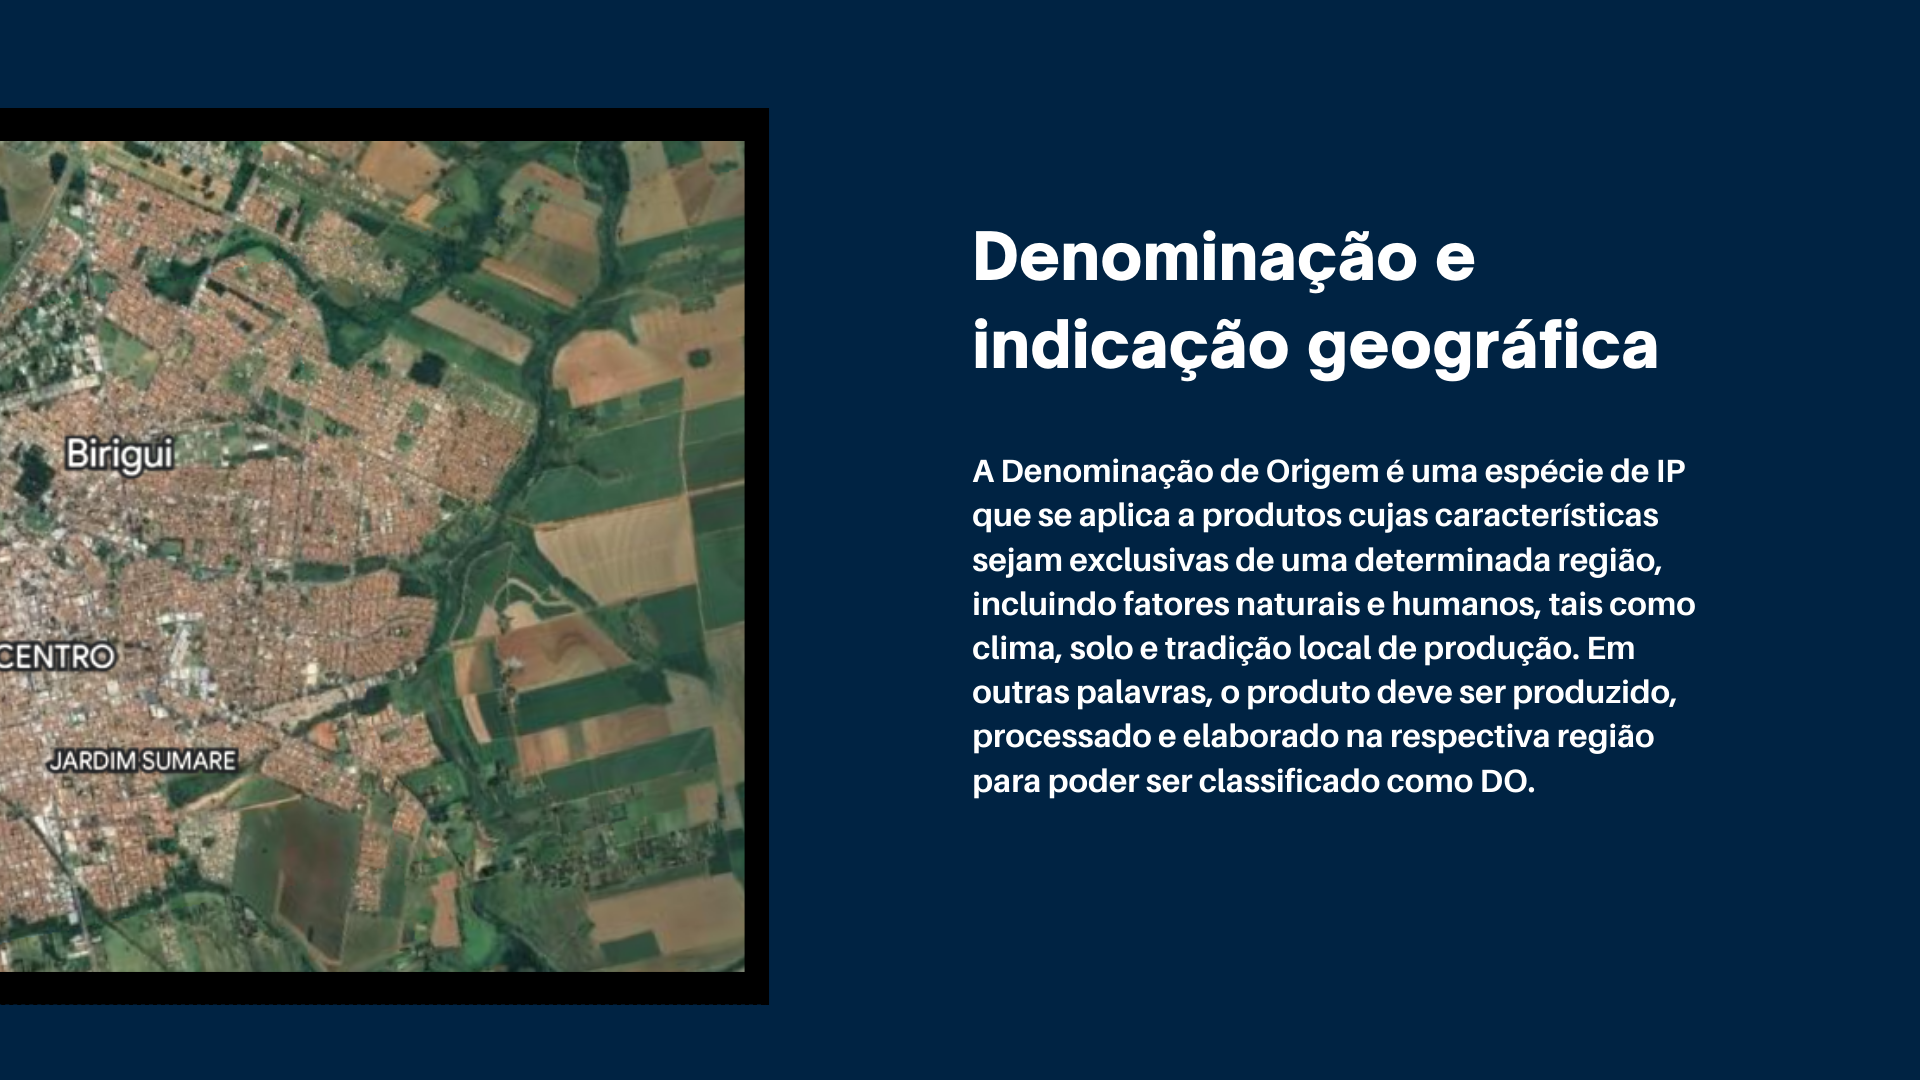 Birigui
CENTRO
JARDIM SUMARE
Denominação e
indicação geográfica
A Denominação de Origem é uma espécie de IP
que se aplica a produtos cujas características
sejam exclusivas de uma determinada região,
incluindo fatores naturais e humanos, tais como
clima, solo e tradição local de produção. Em
outras palavras, o produto deve ser produzido,
processado e elaborado na respectiva região
para poder ser classificado como DO.